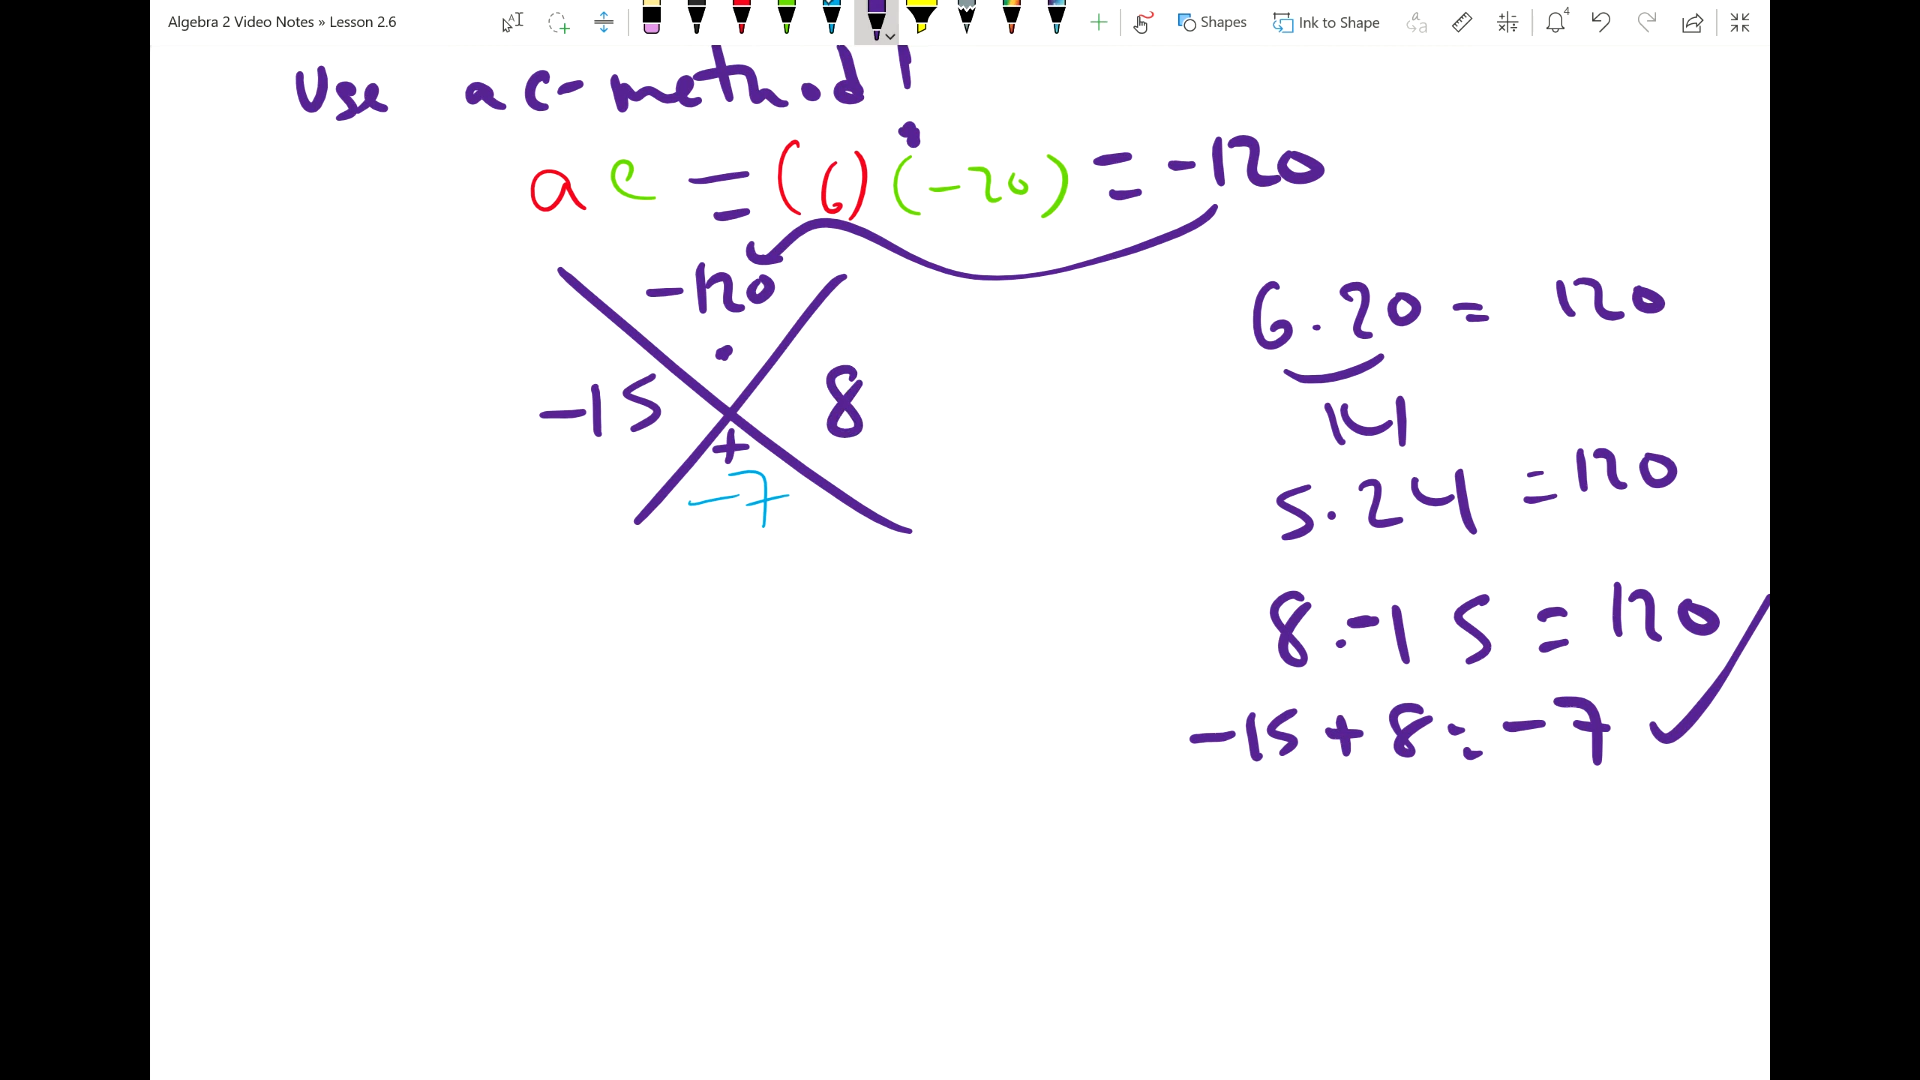 Algebra 2 Video Notes » Lesson 2.6
Shapes
Ink to Shape
4
Use ac-method!
ac = (6)(-20) = -120
-120
-15 8
+
-7
6·20 = 120
14
5·24 = 120
8·-15 = 120
-15 + 8 = -7 ✓